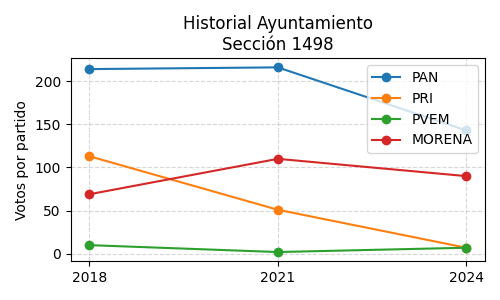 Historial Ayuntamiento
Sección 1498
Votos por partido
200
150
100
50
0
2018
2021
2024
PAN
PRI
PVEM
MORENA